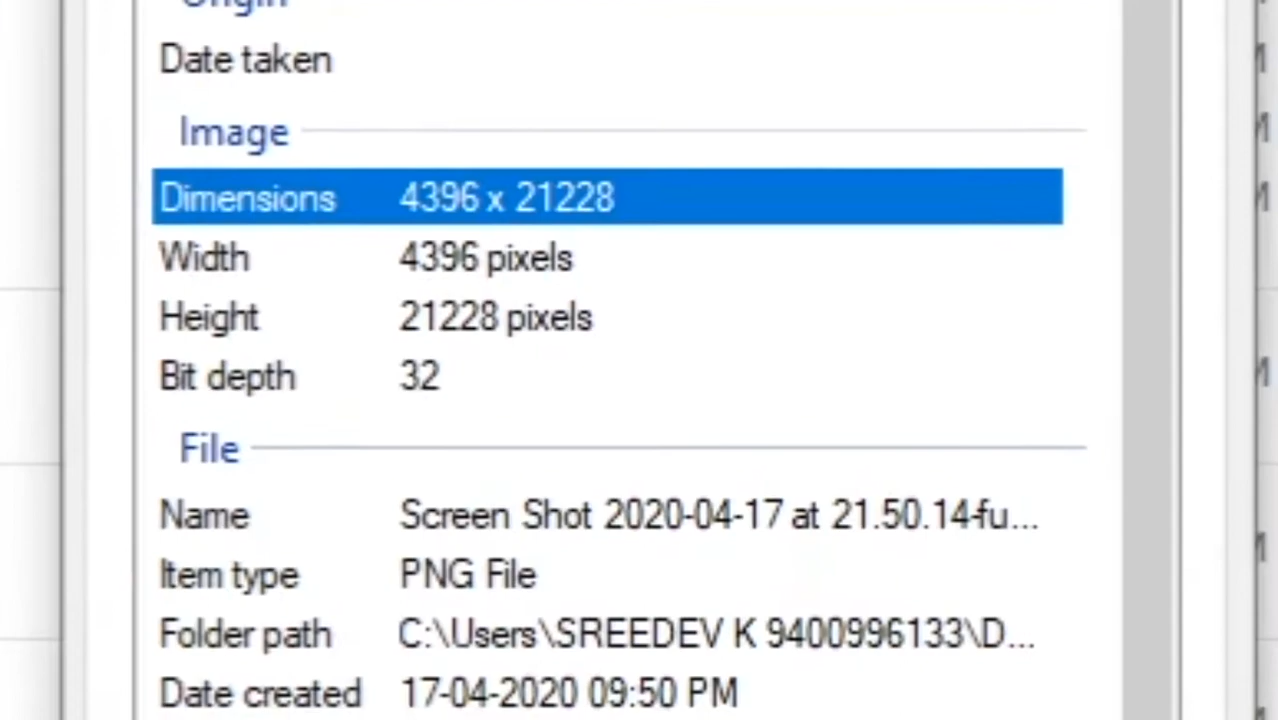 Origin
Date taken
Image
Dimensions 4396 x 21228
Width 4396 pixels
Height 21228 pixels
Bit depth 32
File
Name Screen Shot 2020-04-17 at 21.50.14-fu...
Item type PNG File
Folder path C:\Users\SREEDEV K 9400996133\D...
Date created 17-04-2020 09:50 PM